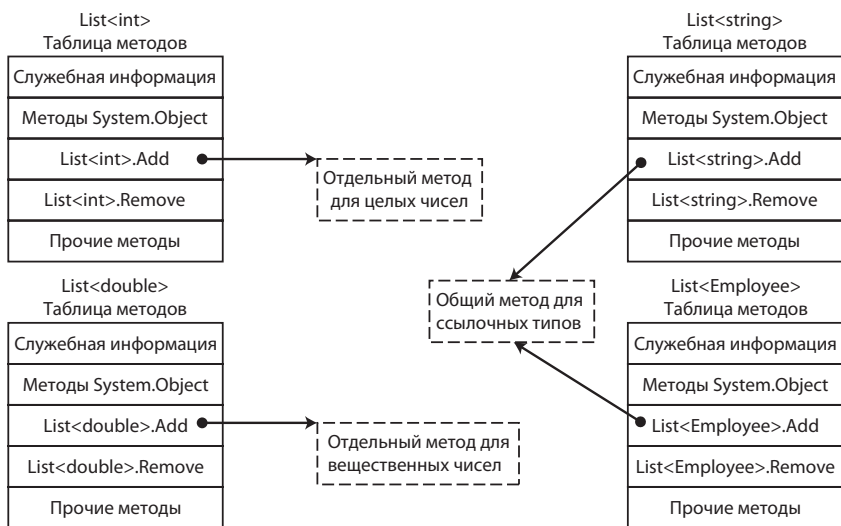 List<int>
Таблица методов
Служебная информация
Методы System.Object
List<int>.Add
List<int>.Remove
Прочие методы
Отдельный метод
для целых чисел
List<string>
Таблица методов
Служебная информация
Методы System.Object
List<string>.Add
List<string>.Remove
Прочие методы
Общий метод для
ссылочных типов
List<double>
Таблица методов
Служебная информация
Методы System.Object
List<double>.Add
List<double>.Remove
Прочие методы
Отдельный метод для
вещественных чисел
List<Employee>
Таблица методов
Служебная информация
Методы System.Object
List<Employee>.Add
List<Employee>.Remove
Прочие методы